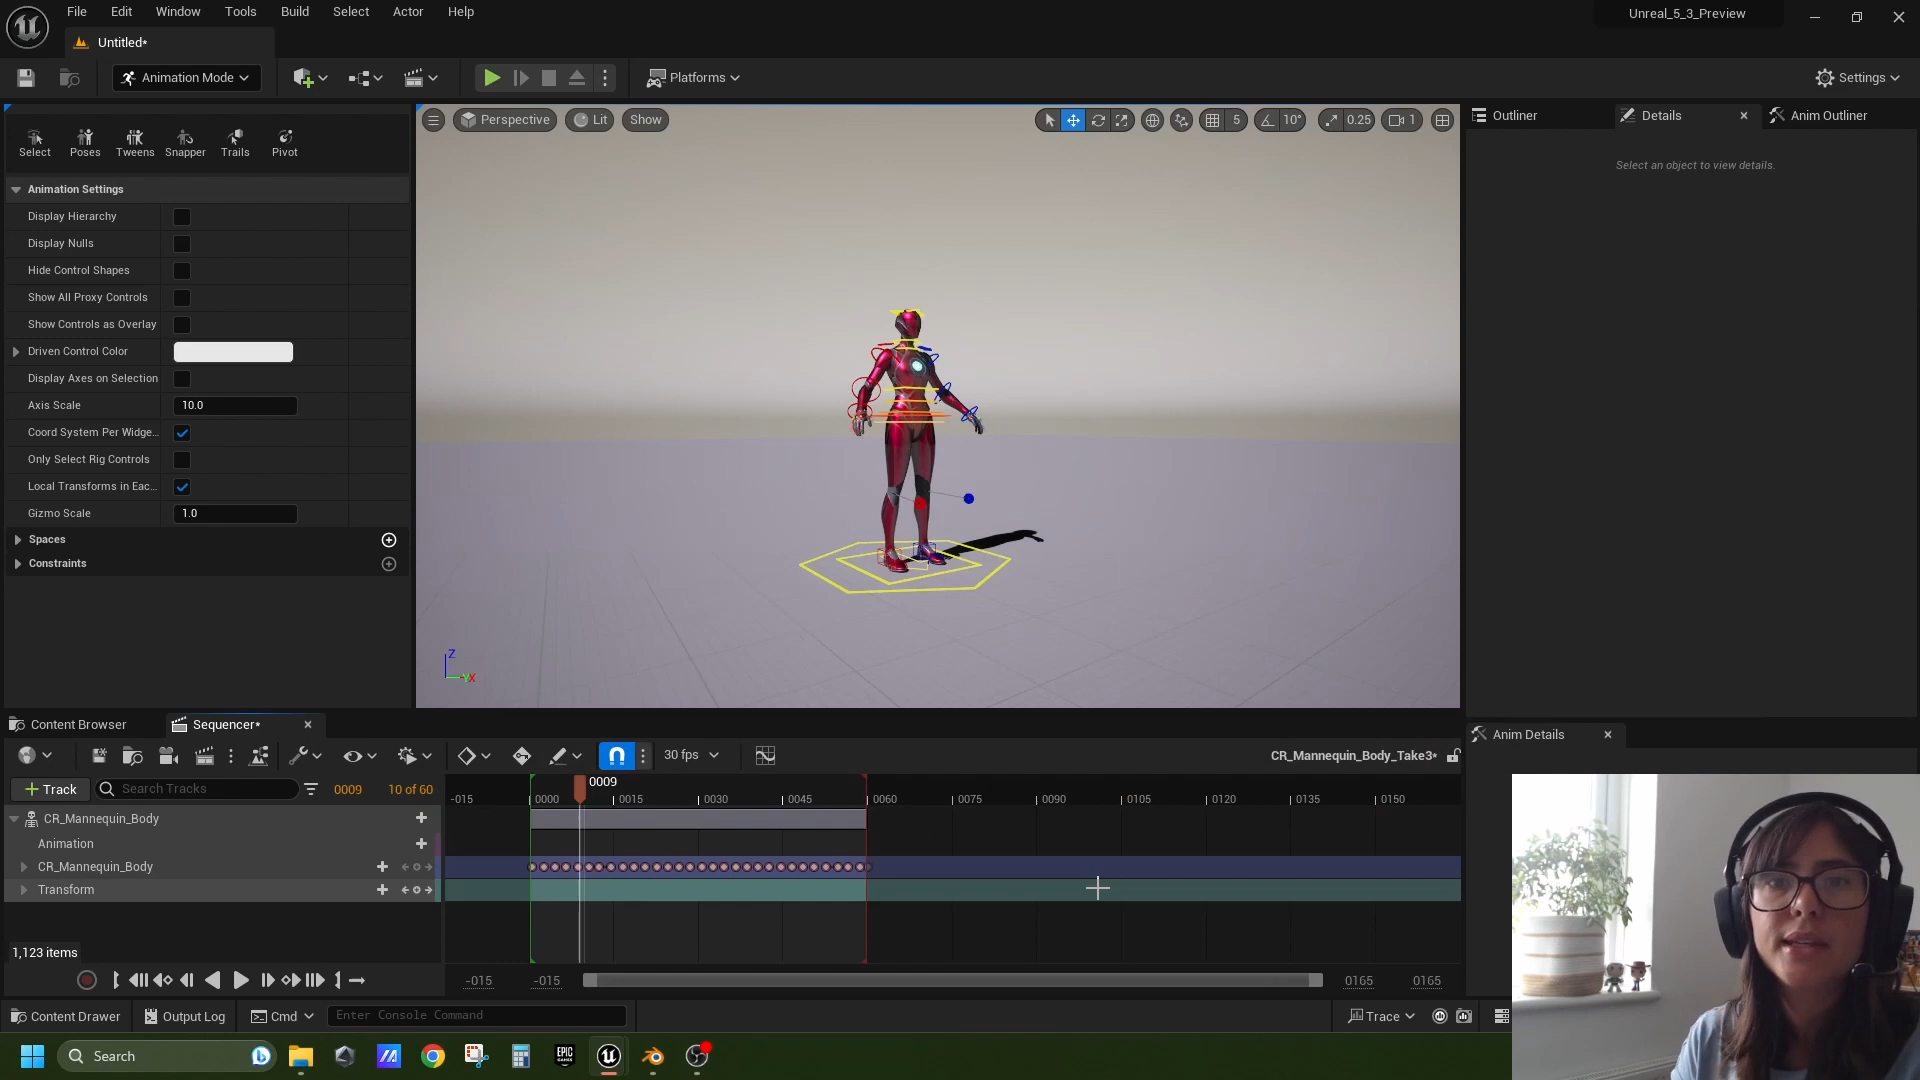 File Edit Window Tools Build Select Actor Help
Unreal_5_3_Preview
Untitled*
Animation Mode
Platforms
Settings
Select Poses Tweens Snapper Trails Pivot
Perspective Lit Show
5 10° 0.25 1
Outliner Details Anim Outliner
Select an object to view details.
Animation Settings
Display Hierarchy
Display Nulls
Hide Control Shapes
Show All Proxy Controls
Show Controls as Overlay
Driven Control Color
Display Axes on Selection
Axis Scale 10.0
Coord System Per Widge...
Only Select Rig Controls
Local Transforms in Eac...
Gizmo Scale 1.0
Spaces
Constraints
Z
X
Content Browser Sequencer*
30 fps
CR_Mannequin_Body_Take3*
Anim Details
Track Search Tracks 0009 10 of 60
0009
-015 0000 0015 0030 0045 0060 0075 0090 0105 0120 0135 0150
CR_Mannequin_Body
Animation
CR_Mannequin_Body
Transform
1,123 items
-015 -015 0165 0165
Content Drawer Output Log Cmd Enter Console Command
Trace
Search
EPIC
GAMES